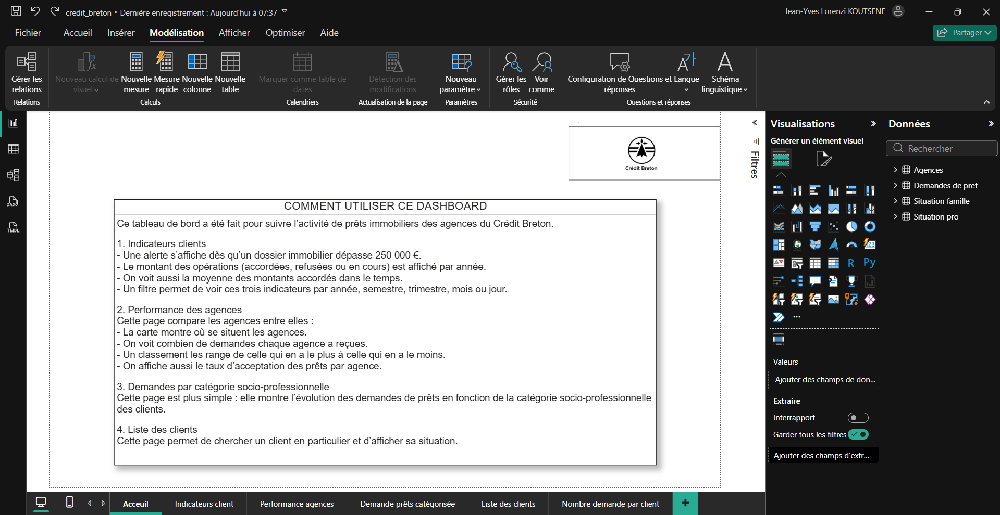 credit_breton • Dernière enregistrement : Aujourd'hui à 07:37
Jean-Yves Lorenzi KOUTSENE
Fichier
Accueil
Insérer
Modélisation
Afficher
Optimiser
Aide
Partager
Gérer les
relations
Relations
Nouveau calcul de
visuel
Nouvelle
mesure
Mesure
rapide
Nouvelle
colonne
Nouvelle
table
Calculs
Marquer comme table de
dates
Calendriers
Détection des
modifications
Actualisation de la page
Nouveau
paramètre
Paramètres
Gérer les
rôles
Voir
comme
Sécurité
Configuration de Questions et
réponses
Langue
Schéma
linguistique
Questions et réponses
DAX
TMDL
Crédit Breton
COMMENT UTILISER CE DASHBOARD
Ce tableau de bord a été fait pour suivre l’activité de prêts immobiliers des agences du Crédit Breton.
1. Indicateurs clients
- Une alerte s’affiche dès qu’un dossier immobilier dépasse 250 000 €.
- Le montant des opérations (accordées, refusées ou en cours) est affiché par année.
- On voit aussi la moyenne des montants accordés dans le temps.
- Un filtre permet de voir ces trois indicateurs par année, semestre, trimestre, mois ou jour.
2. Performance des agences
Cette page compare les agences entre elles :
- La carte montre où se situent les agences.
- On voit combien de demandes chaque agence a reçues.
- Un classement les range de celle qui en a le plus à celle qui en a le moins.
- On affiche aussi le taux d’acceptation des prêts par agence.
3. Demandes par catégorie socio-professionnelle
Cette page est plus simple : elle montre l’évolution des demandes de prêts en fonction de la catégorie socio-professionnelle
des clients.
4. Liste des clients
Cette page permet de chercher un client en particulier et d’afficher sa situation.
Filtres
Visualisations
Générer un élément visuel
123
R
Py
Valeurs
Ajouter des champs de don...
Extraire
Interrapport
Garder tous les filtres
Ajouter des champs d'extr...
Données
Rechercher
Agences
Demandes de pret
Situation famille
Situation pro
Acceuil
Indicateurs client
Performance agences
Demande prêts catégorisée
Liste des clients
Nombre demande par client